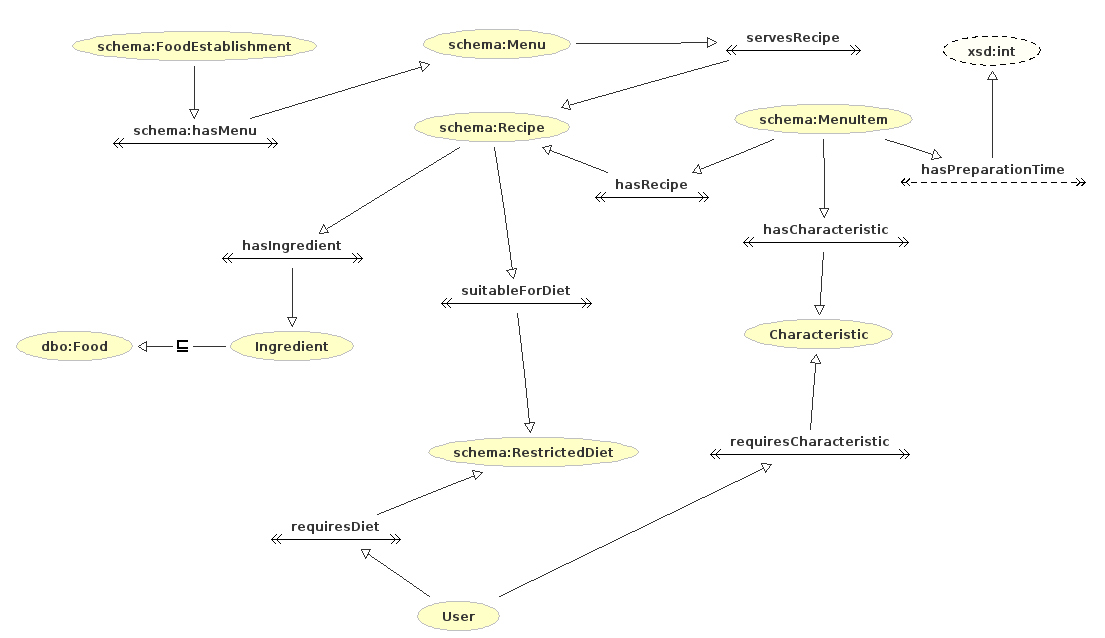 schema:FoodEstablishment
schema:Menu
servesRecipe
xsd:int
schema:hasMenu
schema:Recipe
schema:MenuItem
hasPreparationTime
hasRecipe
hasCharacteristic
hasIngredient
suitableForDiet
dbo:Food
⊑
Ingredient
Characteristic
requiresCharacteristic
schema:RestrictedDiet
requiresDiet
User